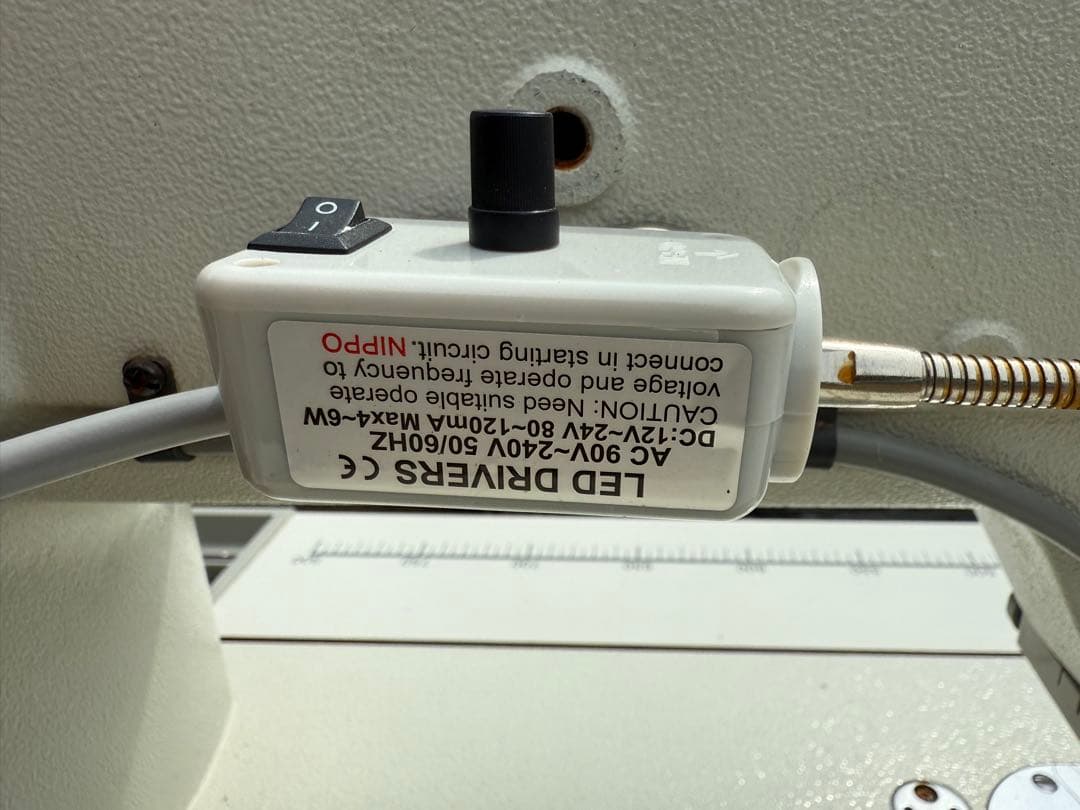 LED DRIVERS CE
AC 90V~240V 50/60HZ
DC:12V~24V 80~120mA Max4~6W
CAUTION: Need suitable operate
voltage and operate frequency to
connect in starting circuit. NIPPO
O
I